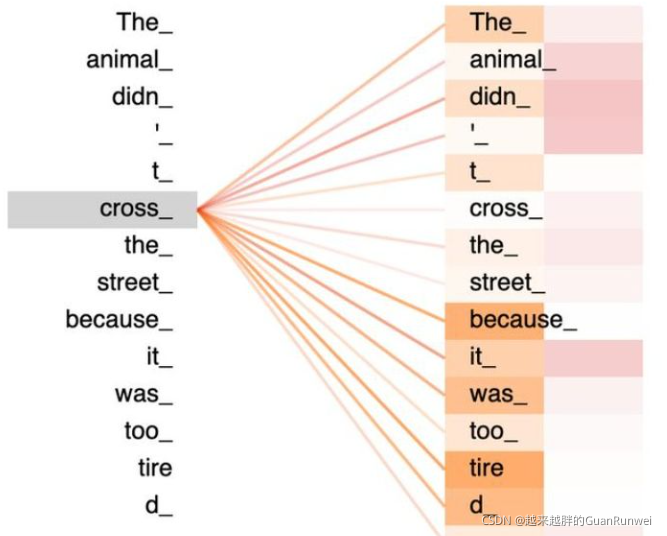 The_ The_
animal_ animal_
didn_ didn_
'_ '_
t_ t_
cross_ cross_
the_ the_
street_ street_
because_ because_
it_ it_
was_ was_
too_ too_
tire tire
d_ d_
CSDN @越来越胖的GuanRunwei